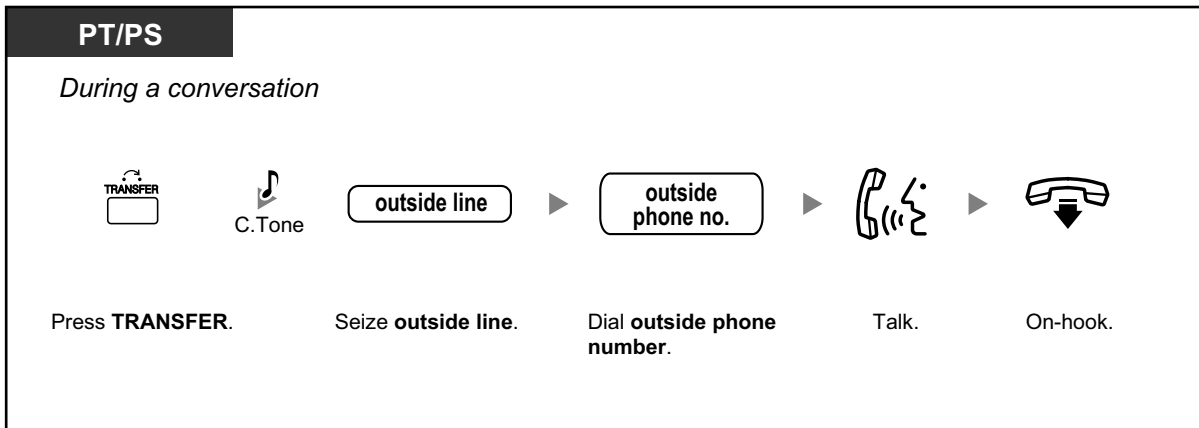 PT/PS
During a conversation
TRANSFER
C.Tone
outside line
outside
phone no.
Press TRANSFER.
Seize outside line.
Dial outside phone
number.
Talk.
On-hook.